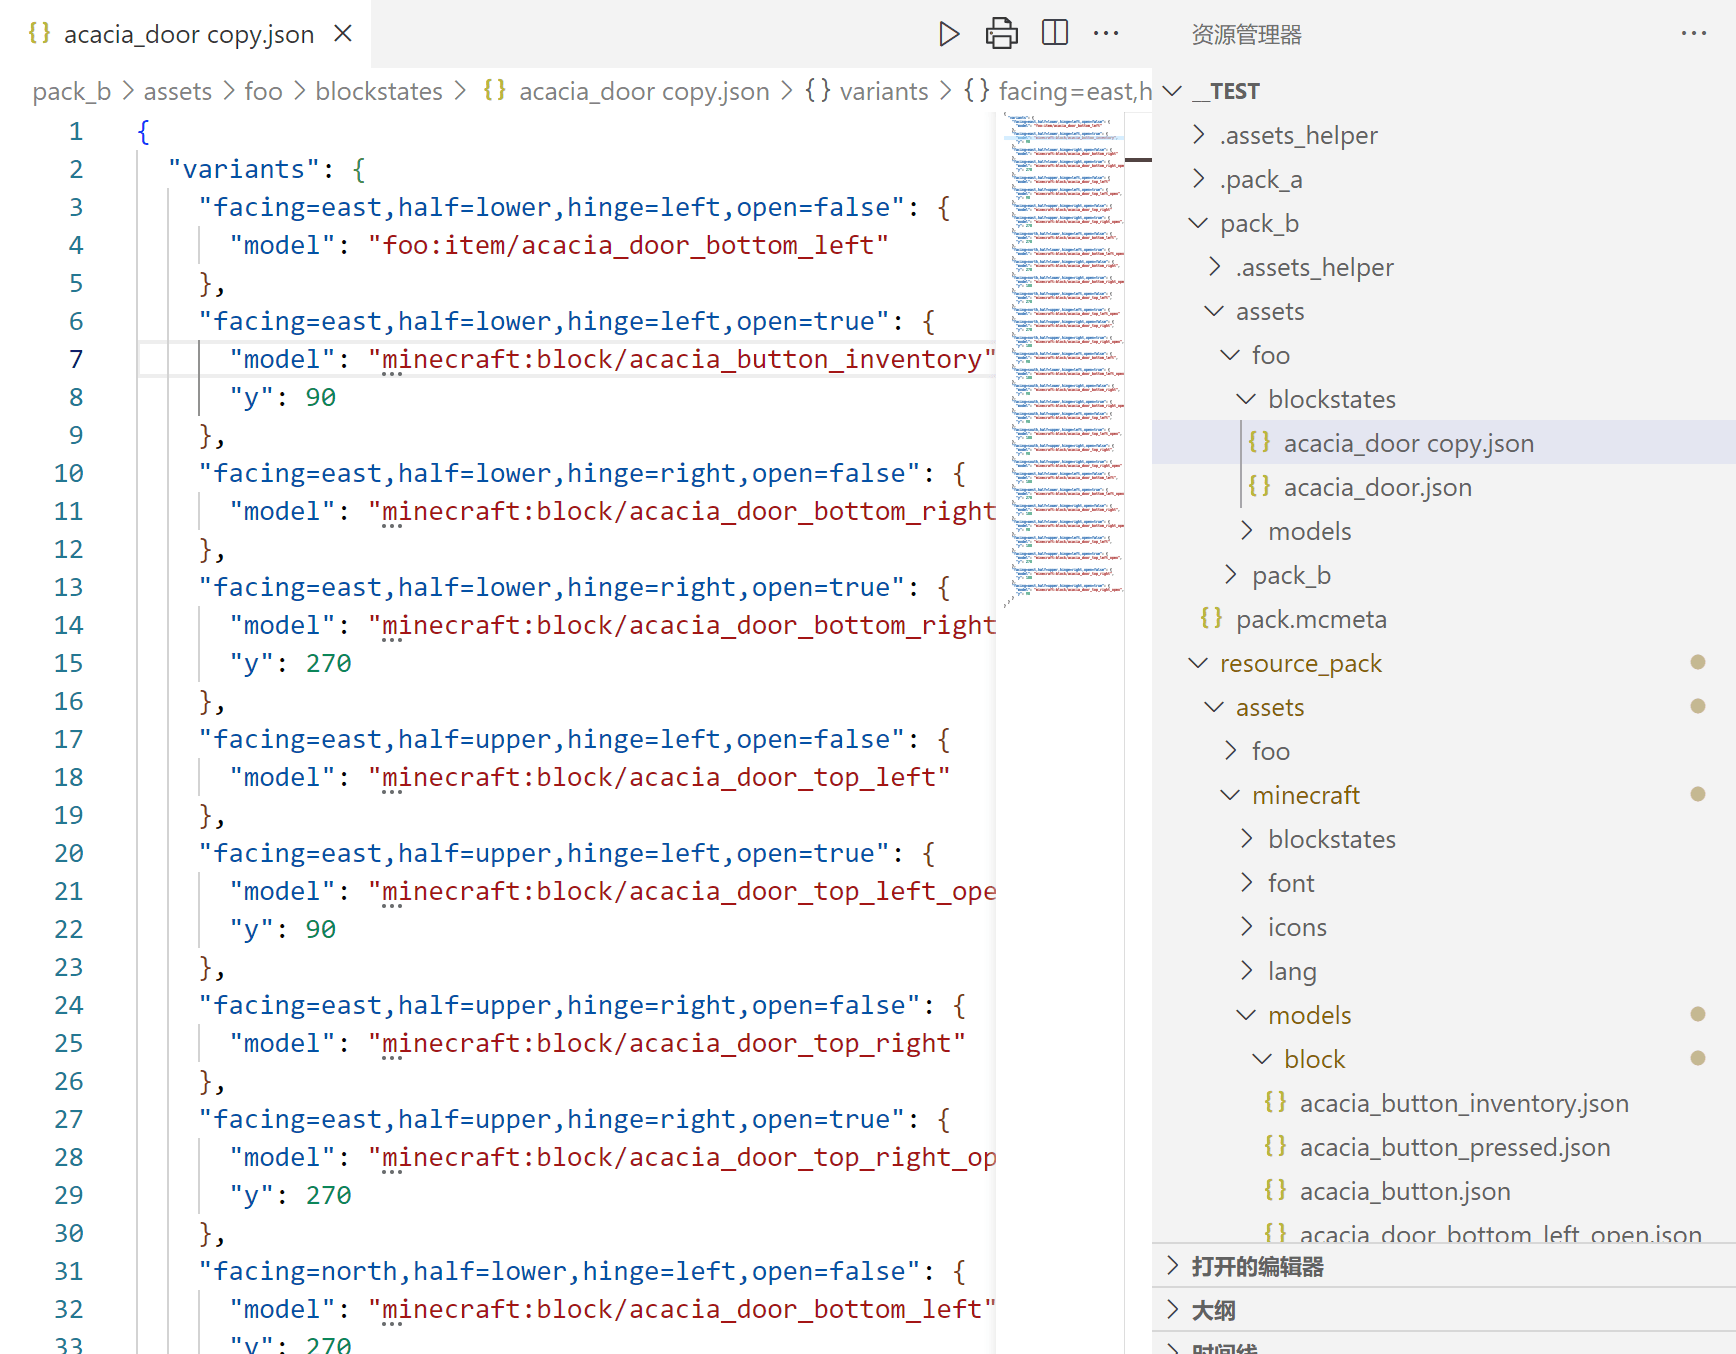 acacia_door copy.json
pack_b > assets > foo > blockstates > {} acacia_door copy.json > {} variants > {} facing=east,h
1 {
2 "variants": {
3 "facing=east,half=lower,hinge=left,open=false": {
4 "model": "foo:item/acacia_door_bottom_left"
5 },
6 "facing=east,half=lower,hinge=left,open=true": {
7 "model": "minecraft:block/acacia_button_inventory"
8 "y": 90
9 },
10 "facing=east,half=lower,hinge=right,open=false": {
11 "model": "minecraft:block/acacia_door_bottom_right
12 },
13 "facing=east,half=lower,hinge=right,open=true": {
14 "model": "minecraft:block/acacia_door_bottom_right
15 "y": 270
16 },
17 "facing=east,half=upper,hinge=left,open=false": {
18 "model": "minecraft:block/acacia_door_top_left"
19 },
20 "facing=east,half=upper,hinge=left,open=true": {
21 "model": "minecraft:block/acacia_door_top_left_ope
22 "y": 90
23 },
24 "facing=east,half=upper,hinge=right,open=false": {
25 "model": "minecraft:block/acacia_door_top_right"
26 },
27 "facing=east,half=upper,hinge=right,open=true": {
28 "model": "minecraft:block/acacia_door_top_right_op
29 "y": 270
30 },
31 "facing=north,half=lower,hinge=left,open=false": {
32 "model": "minecraft:block/acacia_door_bottom_left"
33 "y": 270
资源管理器
__TEST
.assets_helper
.pack_a
pack_b
.assets_helper
assets
foo
blockstates
{} acacia_door copy.json
{} acacia_door.json
models
pack_b
{} pack.mcmeta
resource_pack
assets
foo
minecraft
blockstates
font
icons
lang
models
block
{} acacia_button_inventory.json
{} acacia_button_pressed.json
{} acacia_button.json
{} acacia_door_bottom_left_open.json
打开的编辑器
大纲
时间线